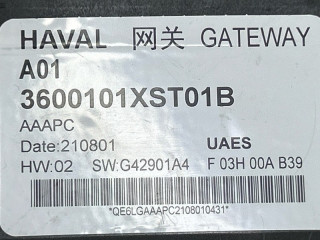 HAVAL 网关 GATEWAY
A01
3600101XST01B
AAAPC
Date:210801 UAES
HW:02 SW:G42901A4 F 03H 00A B39
*QE6LGAAAPC2108010431*